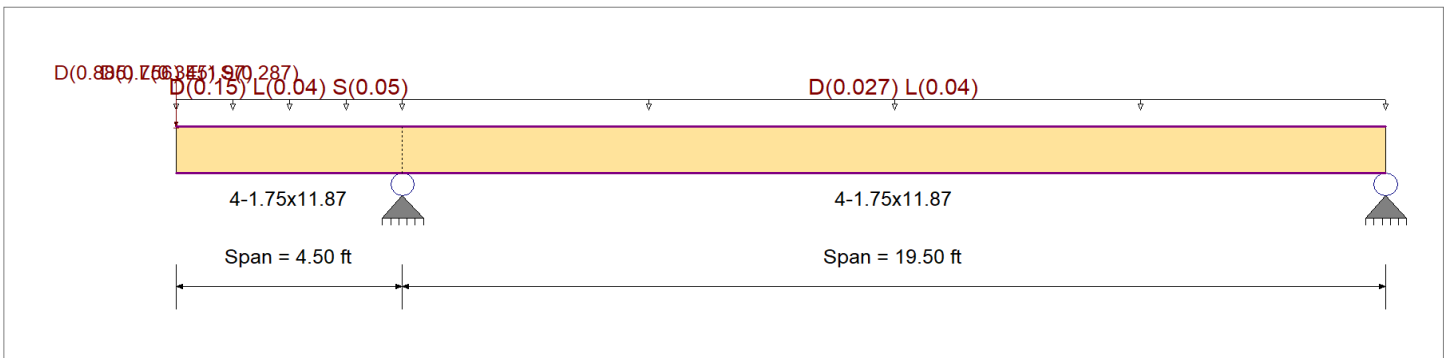 D(0.15) L(0.04) S(0.05)
D(0.027) L(0.04)
4-1.75x11.87
4-1.75x11.87
Span = 4.50 ft
Span = 19.50 ft